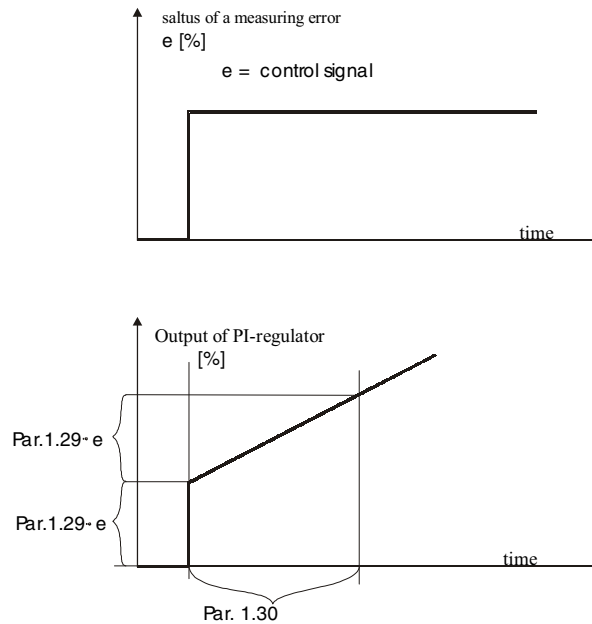 saltus of a measuring error
e [%]
e = control signal
time
Output of PI-regulator
[%]
Par.1.29· e
Par.1.29· e
time
Par. 1.30